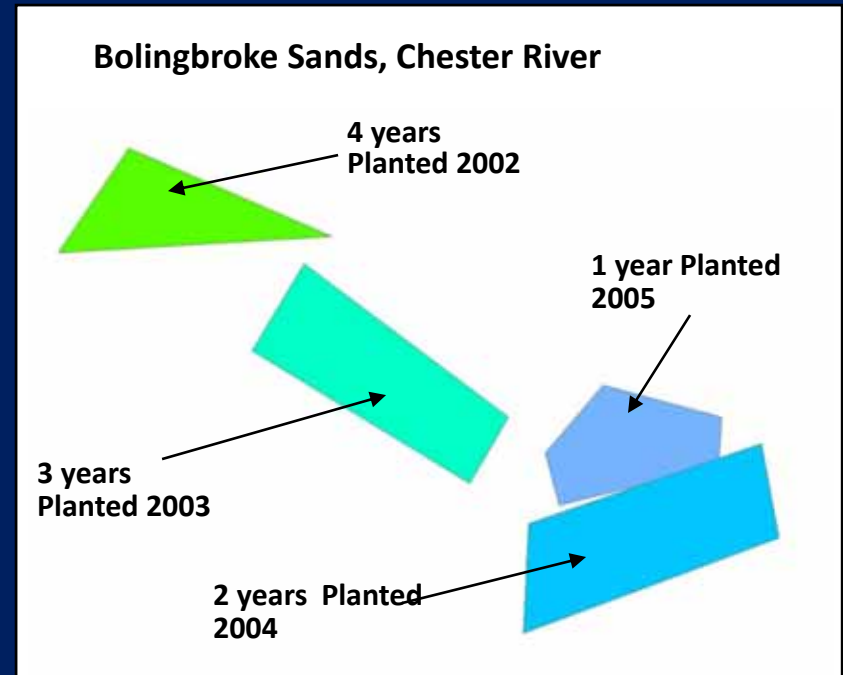 Bolingbroke Sands, Chester River
4 years
Planted 2002
1 year Planted
2005
3 years
Planted 2003
2 years  Planted
2004